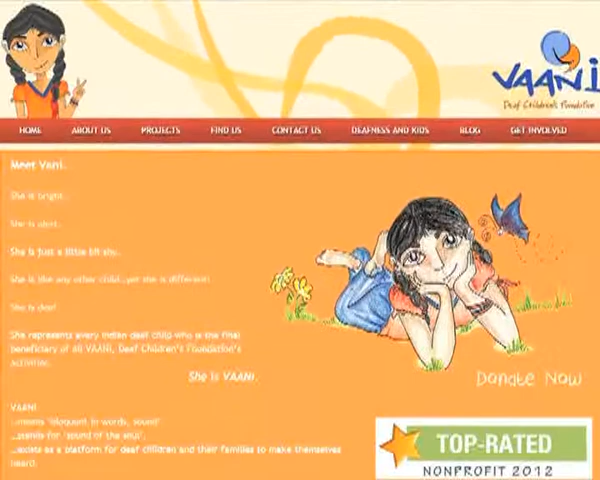 VAANI
Deaf Children's Foundation
HOME ABOUT US PROJECTS FIND US CONTACT US DEAFNESS AND KIDS BLOG GET INVOLVED
Meet Vani.
She is bright.
She is alert.
She is just a little bit shy.
She is like any other child...yet she is different!
She is deaf
She represents every Indian deaf child who is the final
beneficiary of all VAANI, Deaf Children's Foundation's
activities.
She is VAANI.
VAANI
...means 'eloquent in words, sound'
...stands for 'sound of the soul'.
...exists as a platform for deaf children and their families to make themselves
heard.
Donate Now
TOP-RATED
NONPROFIT 2012